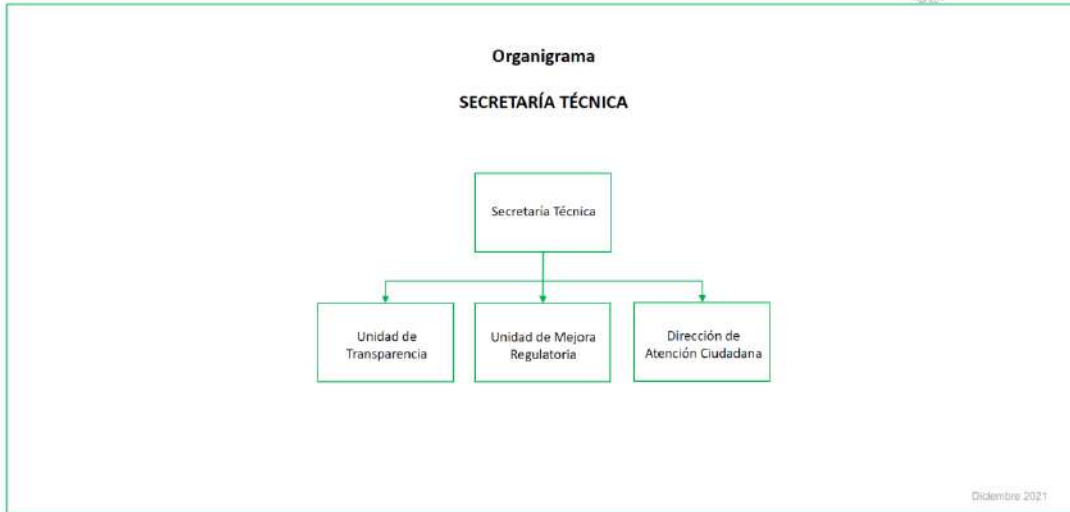 Organigrama
SECRETARÍA TÉCNICA
Secretaría Técnica
Unidad de
Transparencia
Unidad de Mejora
Regulatoria
Dirección de
Atención Ciudadana
Diciembre 2021